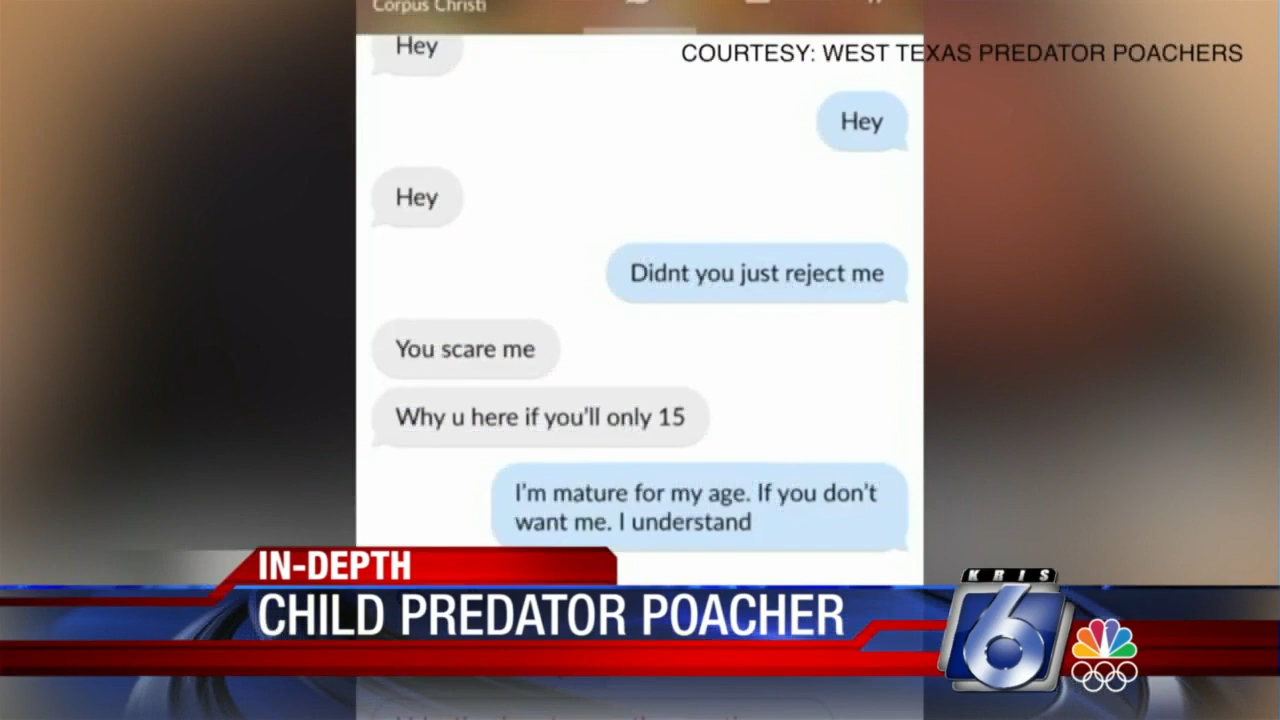 Corpus Christi
COURTESY: WEST TEXAS PREDATOR POACHERS
Hey
Hey
Hey
Didnt you just reject me
You scare me
Why u here if you'll only 15
I'm mature for my age. If you don't
want me. I understand
IN-DEPTH
CHILD PREDATOR POACHER
KRIS
6